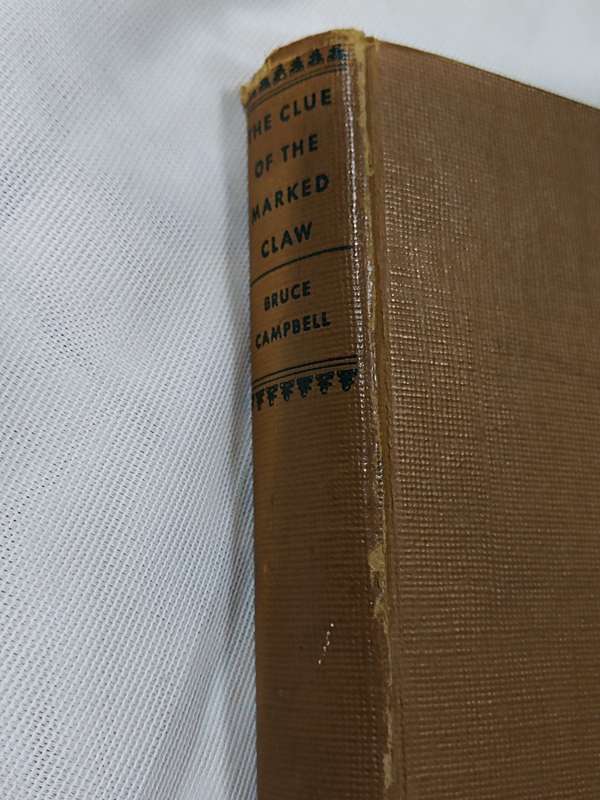 THE CLUE
OF THE
MARKED
CLAW
BRUCE
CAMPBELL